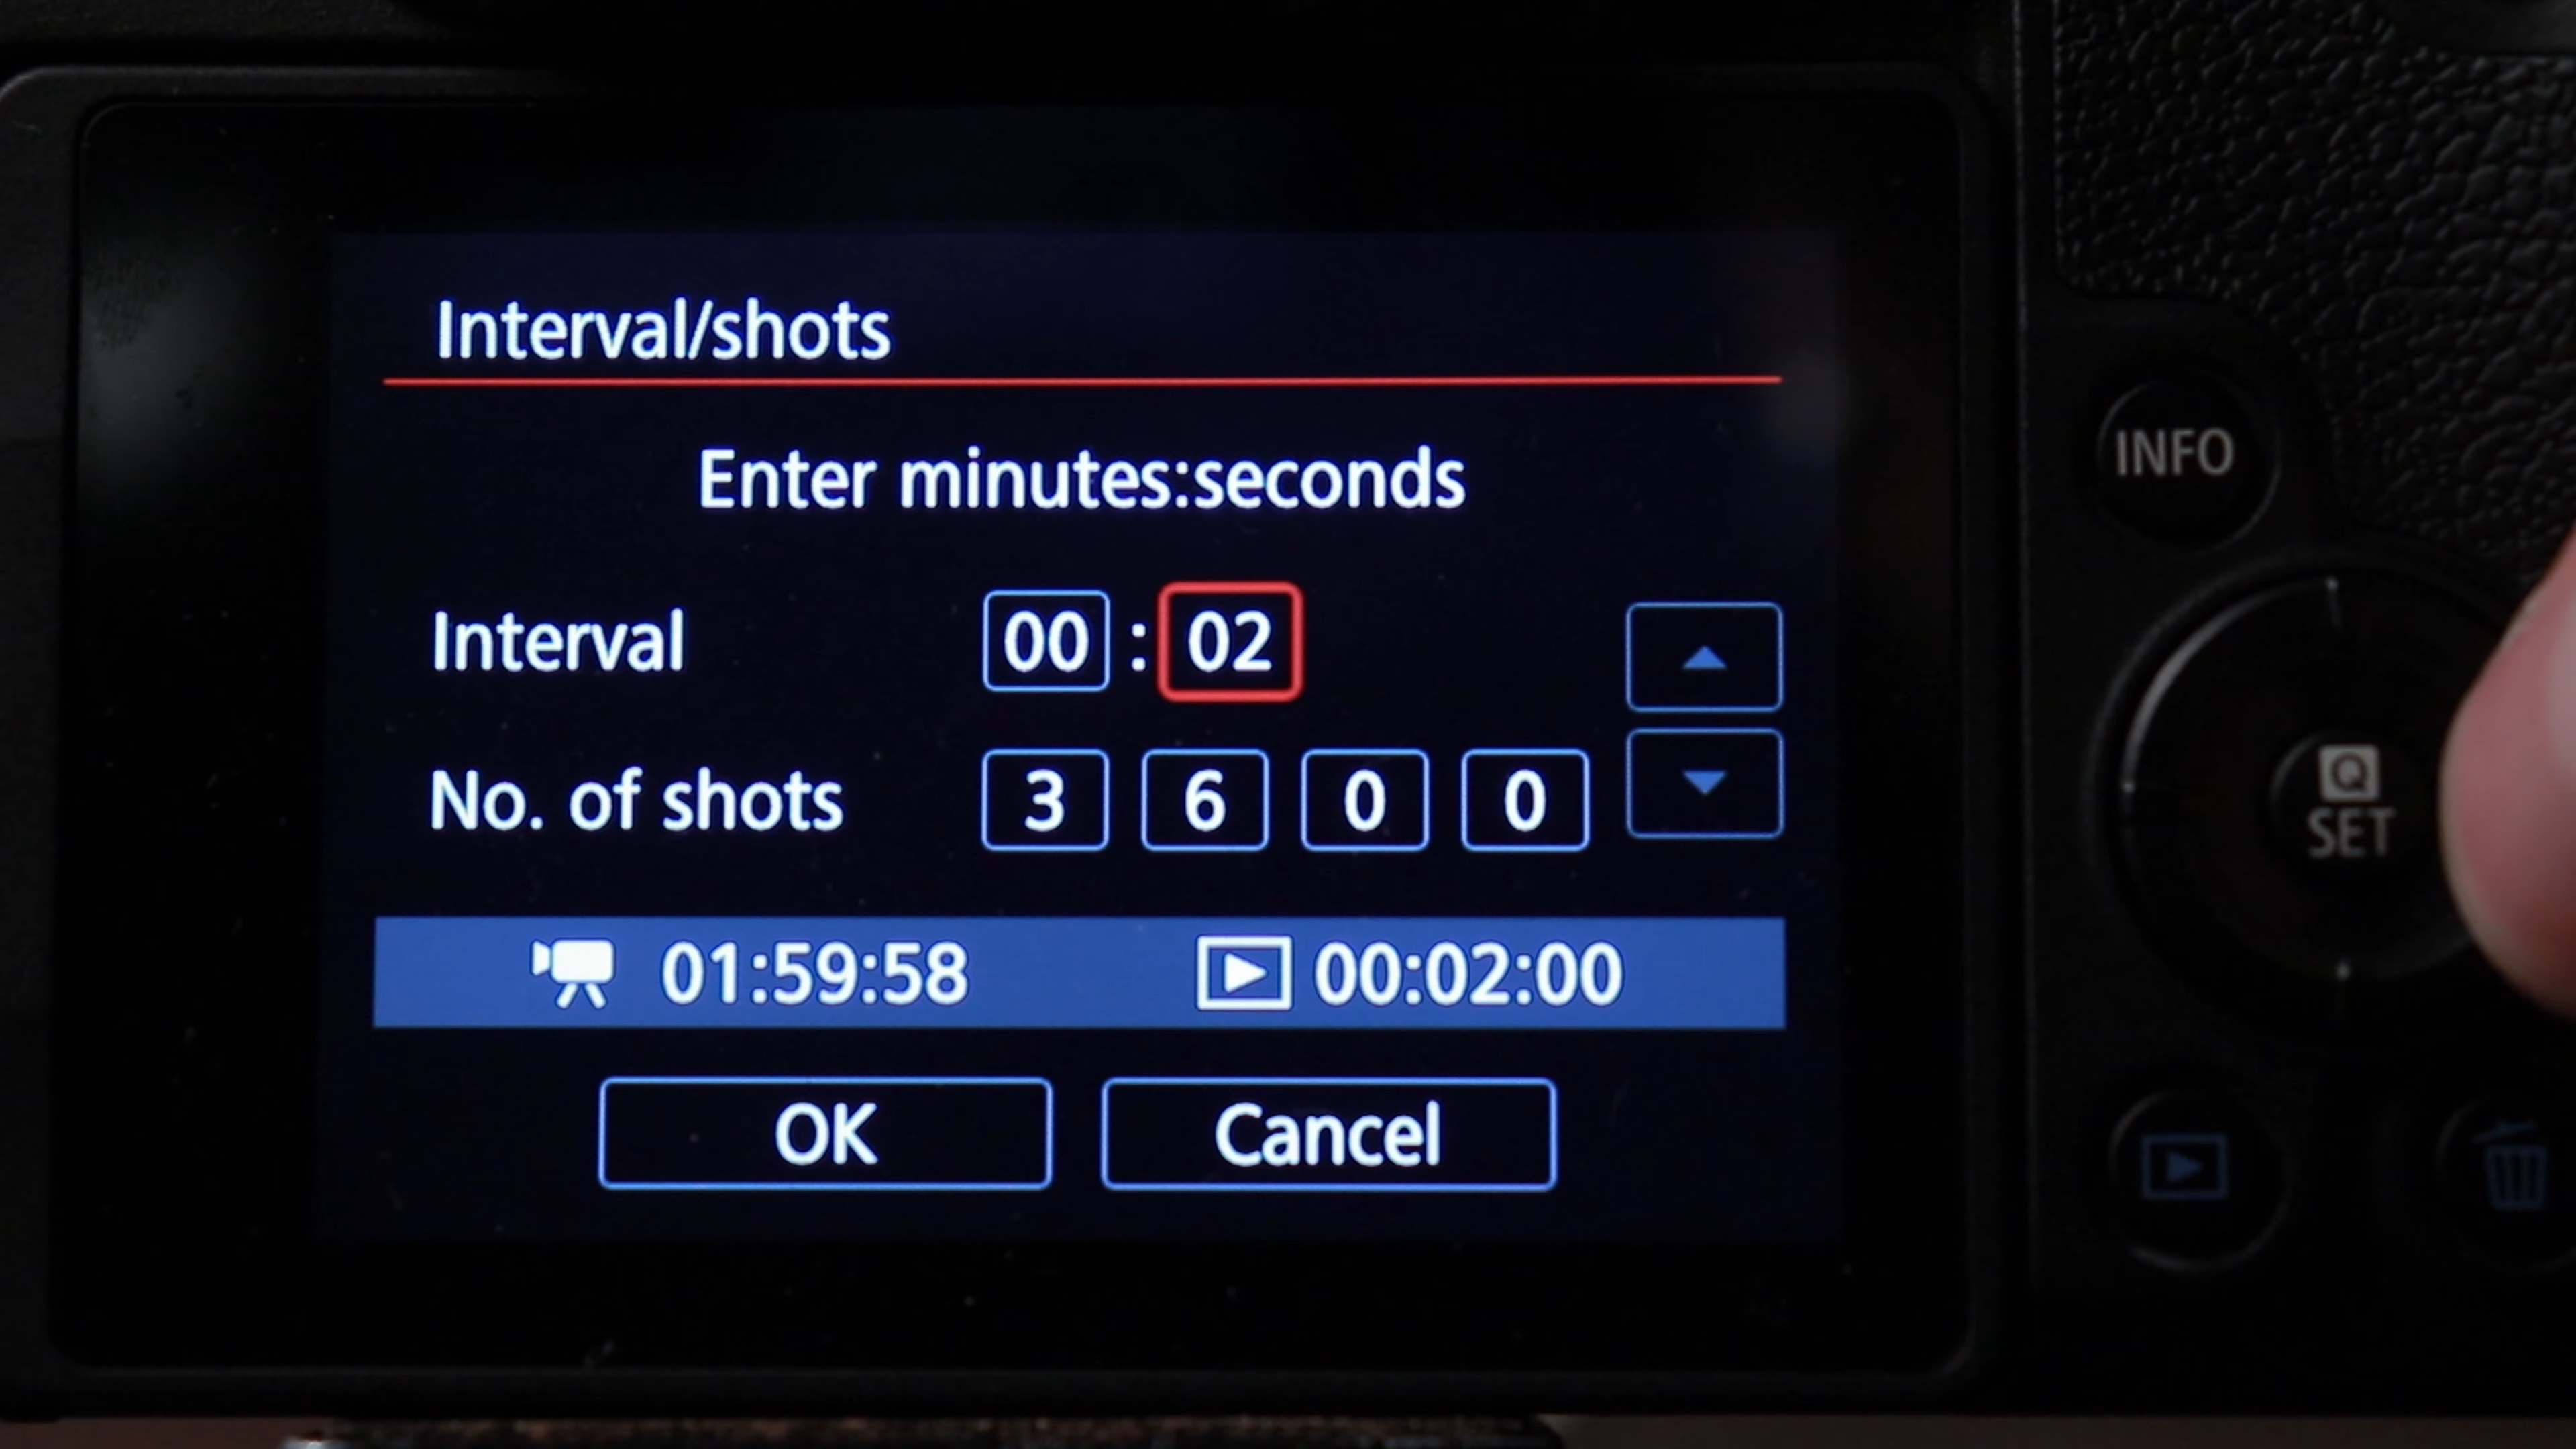 Interval/shots
Enter minutes:seconds
Interval 00 : 02
No. of shots 3 6 0 0
01:59:58 00:02:00
OK Cancel
INFO
Q
SET